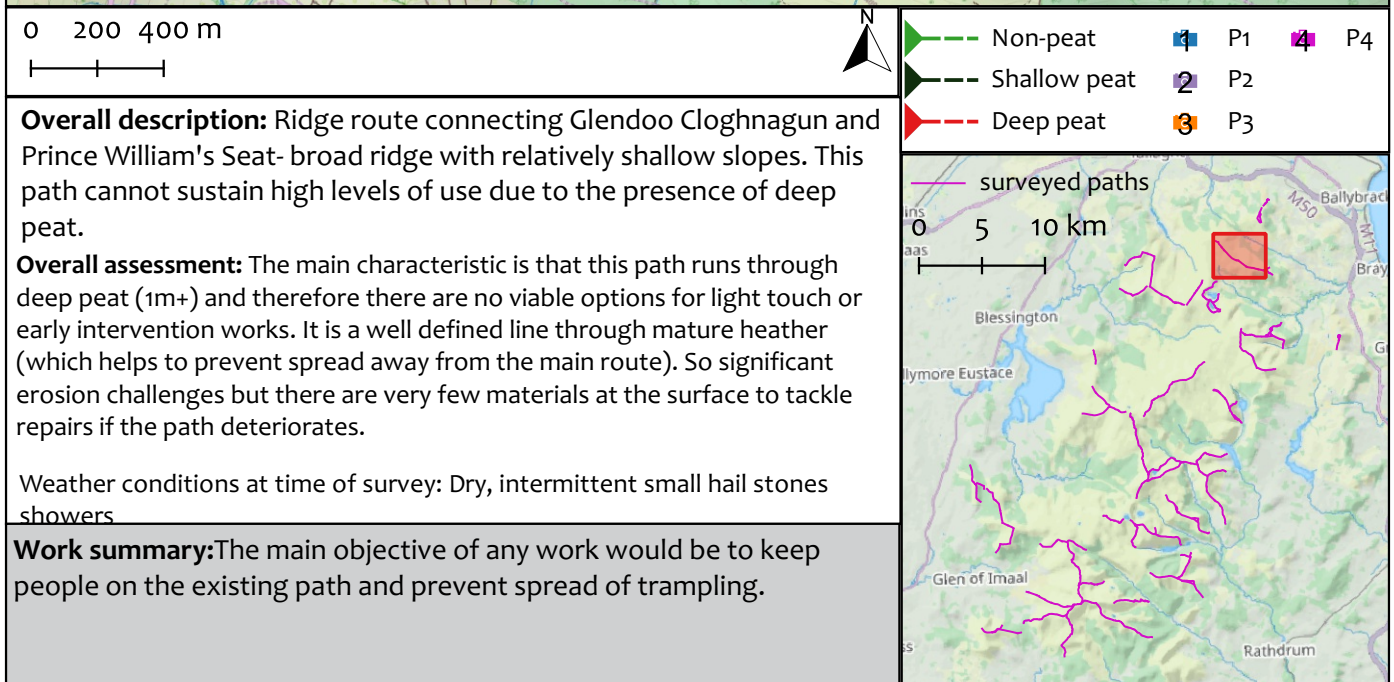 0 200 400 m
N
Non-peat
Shallow peat
Deep peat
1 P1
2 P2
3 P3
4 P4
Overall description: Ridge route connecting Glendoo Cloghnagun and
Prince William's Seat- broad ridge with relatively shallow slopes. This
path cannot sustain high levels of use due to the presence of deep
peat.
Overall assessment: The main characteristic is that this path runs through
deep peat (1m+) and therefore there are no viable options for light touch or
early intervention works. It is a well defined line through mature heather
(which helps to prevent spread away from the main route). So significant
erosion challenges but there are very few materials at the surface to tackle
repairs if the path deteriorates.
Weather conditions at time of survey: Dry, intermittent small hail stones
showers
Work summary:The main objective of any work would be to keep
people on the existing path and prevent spread of trampling.
surveyed paths
0 5 10 km
M50
Ballybrack
M11
Bray
lins
aas
Blessington
llymore Eustace
G
Glen of Imaal
ss
Rathdrum